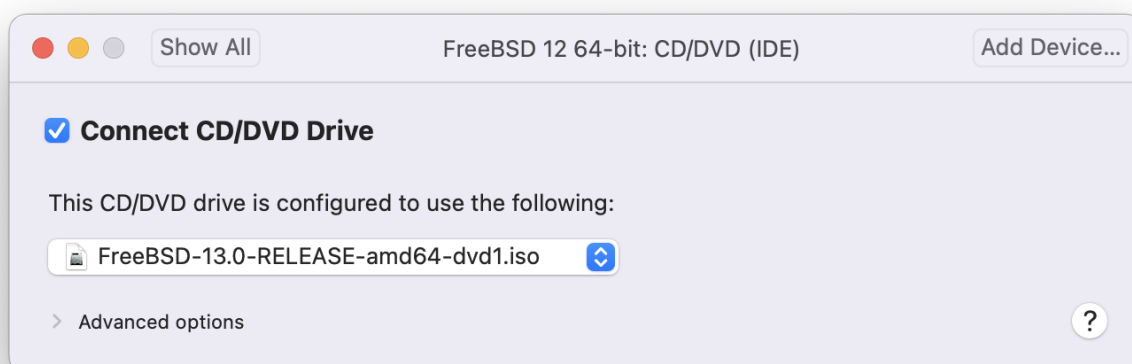 Show All FreeBSD 12 64-bit: CD/DVD (IDE) Add Device...
Connect CD/DVD Drive
This CD/DVD drive is configured to use the following:
FreeBSD-13.0-RELEASE-amd64-dvd1.iso
Advanced options ?